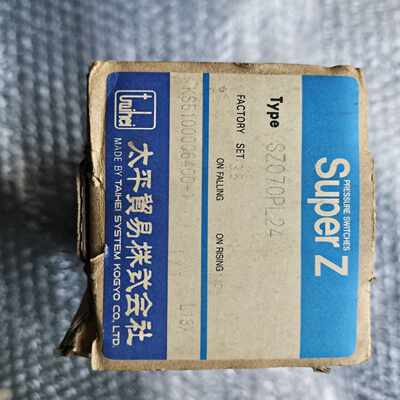 PRESSURE SWITCHES
Super Z
Type SZ070PL24
FACTORY SET
ON FALLING ON RISING
taihei
太平貿易株式会社
MADE BY TAIHEI SYSTEM KOGYO CO., LTD.